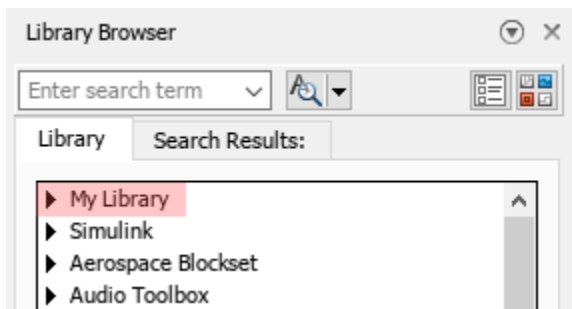 Library Browser
Enter search term
Library Search Results:
My Library
Simulink
Aerospace Blockset
Audio Toolbox